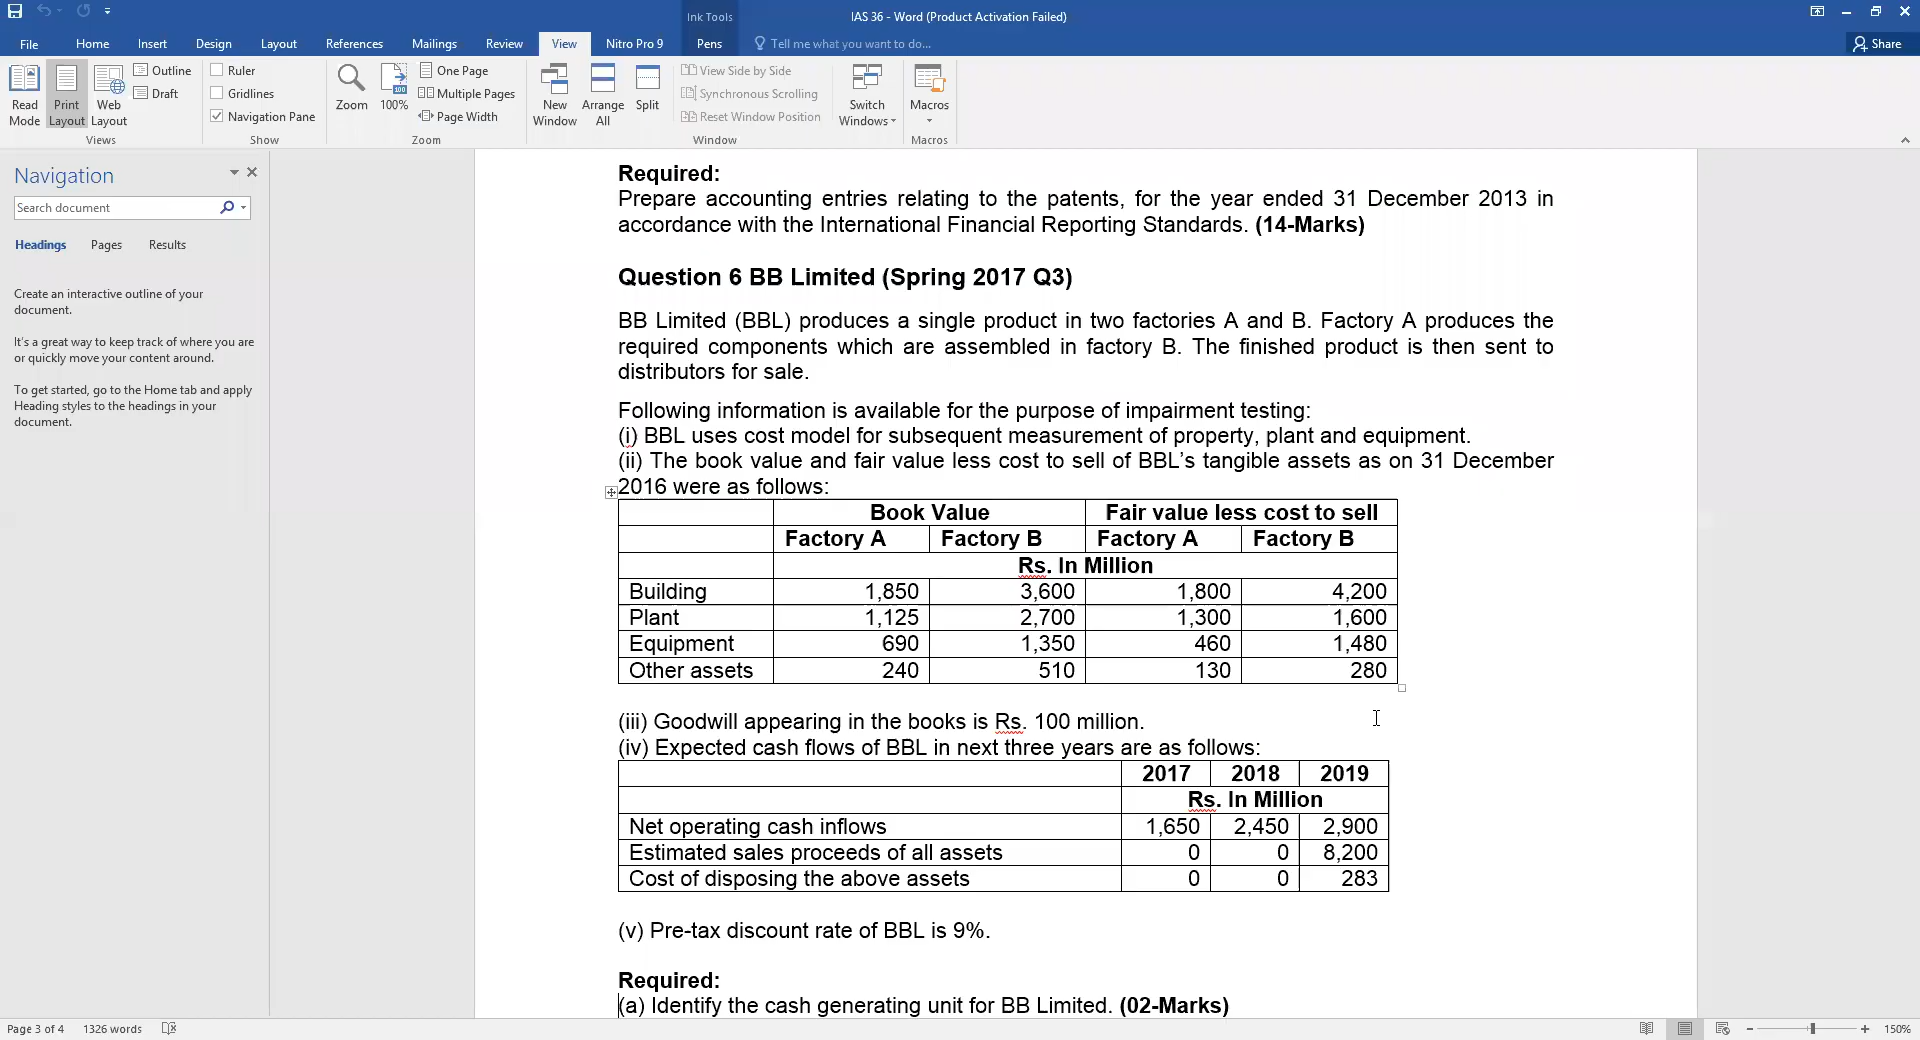 IAS 36 - Word (Product Activation Failed)
Ink Tools
File Home Insert Design Layout References Mailings Review View Nitro Pro 9 Pens Tell me what you want to do... Share
Read Mode
Print Layout
Web Layout
Outline
Draft
Views
Ruler
Gridlines
Navigation Pane
Show
Zoom
100%
One Page
Multiple Pages
Page Width
Zoom
New Window
Arrange All
Split
View Side by Side
Synchronous Scrolling
Reset Window Position
Window
Switch Windows
Macros
Macros
Navigation
Search document
Headings Pages Results
Create an interactive outline of your
document.
It's a great way to keep track of where you are
or quickly move your content around.
To get started, go to the Home tab and apply
Heading styles to the headings in your
document.
Required:
Prepare accounting entries relating to the patents, for the year ended 31 December 2013 in
accordance with the International Financial Reporting Standards. (14-Marks)
Question 6 BB Limited (Spring 2017 Q3)
BB Limited (BBL) produces a single product in two factories A and B. Factory A produces the
required components which are assembled in factory B. The finished product is then sent to
distributors for sale.
Following information is available for the purpose of impairment testing:
(i) BBL uses cost model for subsequent measurement of property, plant and equipment.
(ii) The book value and fair value less cost to sell of BBL's tangible assets as on 31 December
2016 were as follows:
Book Value Fair value less cost to sell
Factory A Factory B Factory A Factory B
Rs. In Million
Building 1,850 3,600 1,800 4,200
Plant 1,125 2,700 1,300 1,600
Equipment 690 1,350 460 1,480
Other assets 240 510 130 280
(iii) Goodwill appearing in the books is Rs. 100 million.
(iv) Expected cash flows of BBL in next three years are as follows:
2017 2018 2019
Rs. In Million
Net operating cash inflows 1,650 2,450 2,900
Estimated sales proceeds of all assets 0 0 8,200
Cost of disposing the above assets 0 0 283
(v) Pre-tax discount rate of BBL is 9%.
Required:
(a) Identify the cash generating unit for BB Limited. (02-Marks)
Page 3 of 4 1326 words 150%